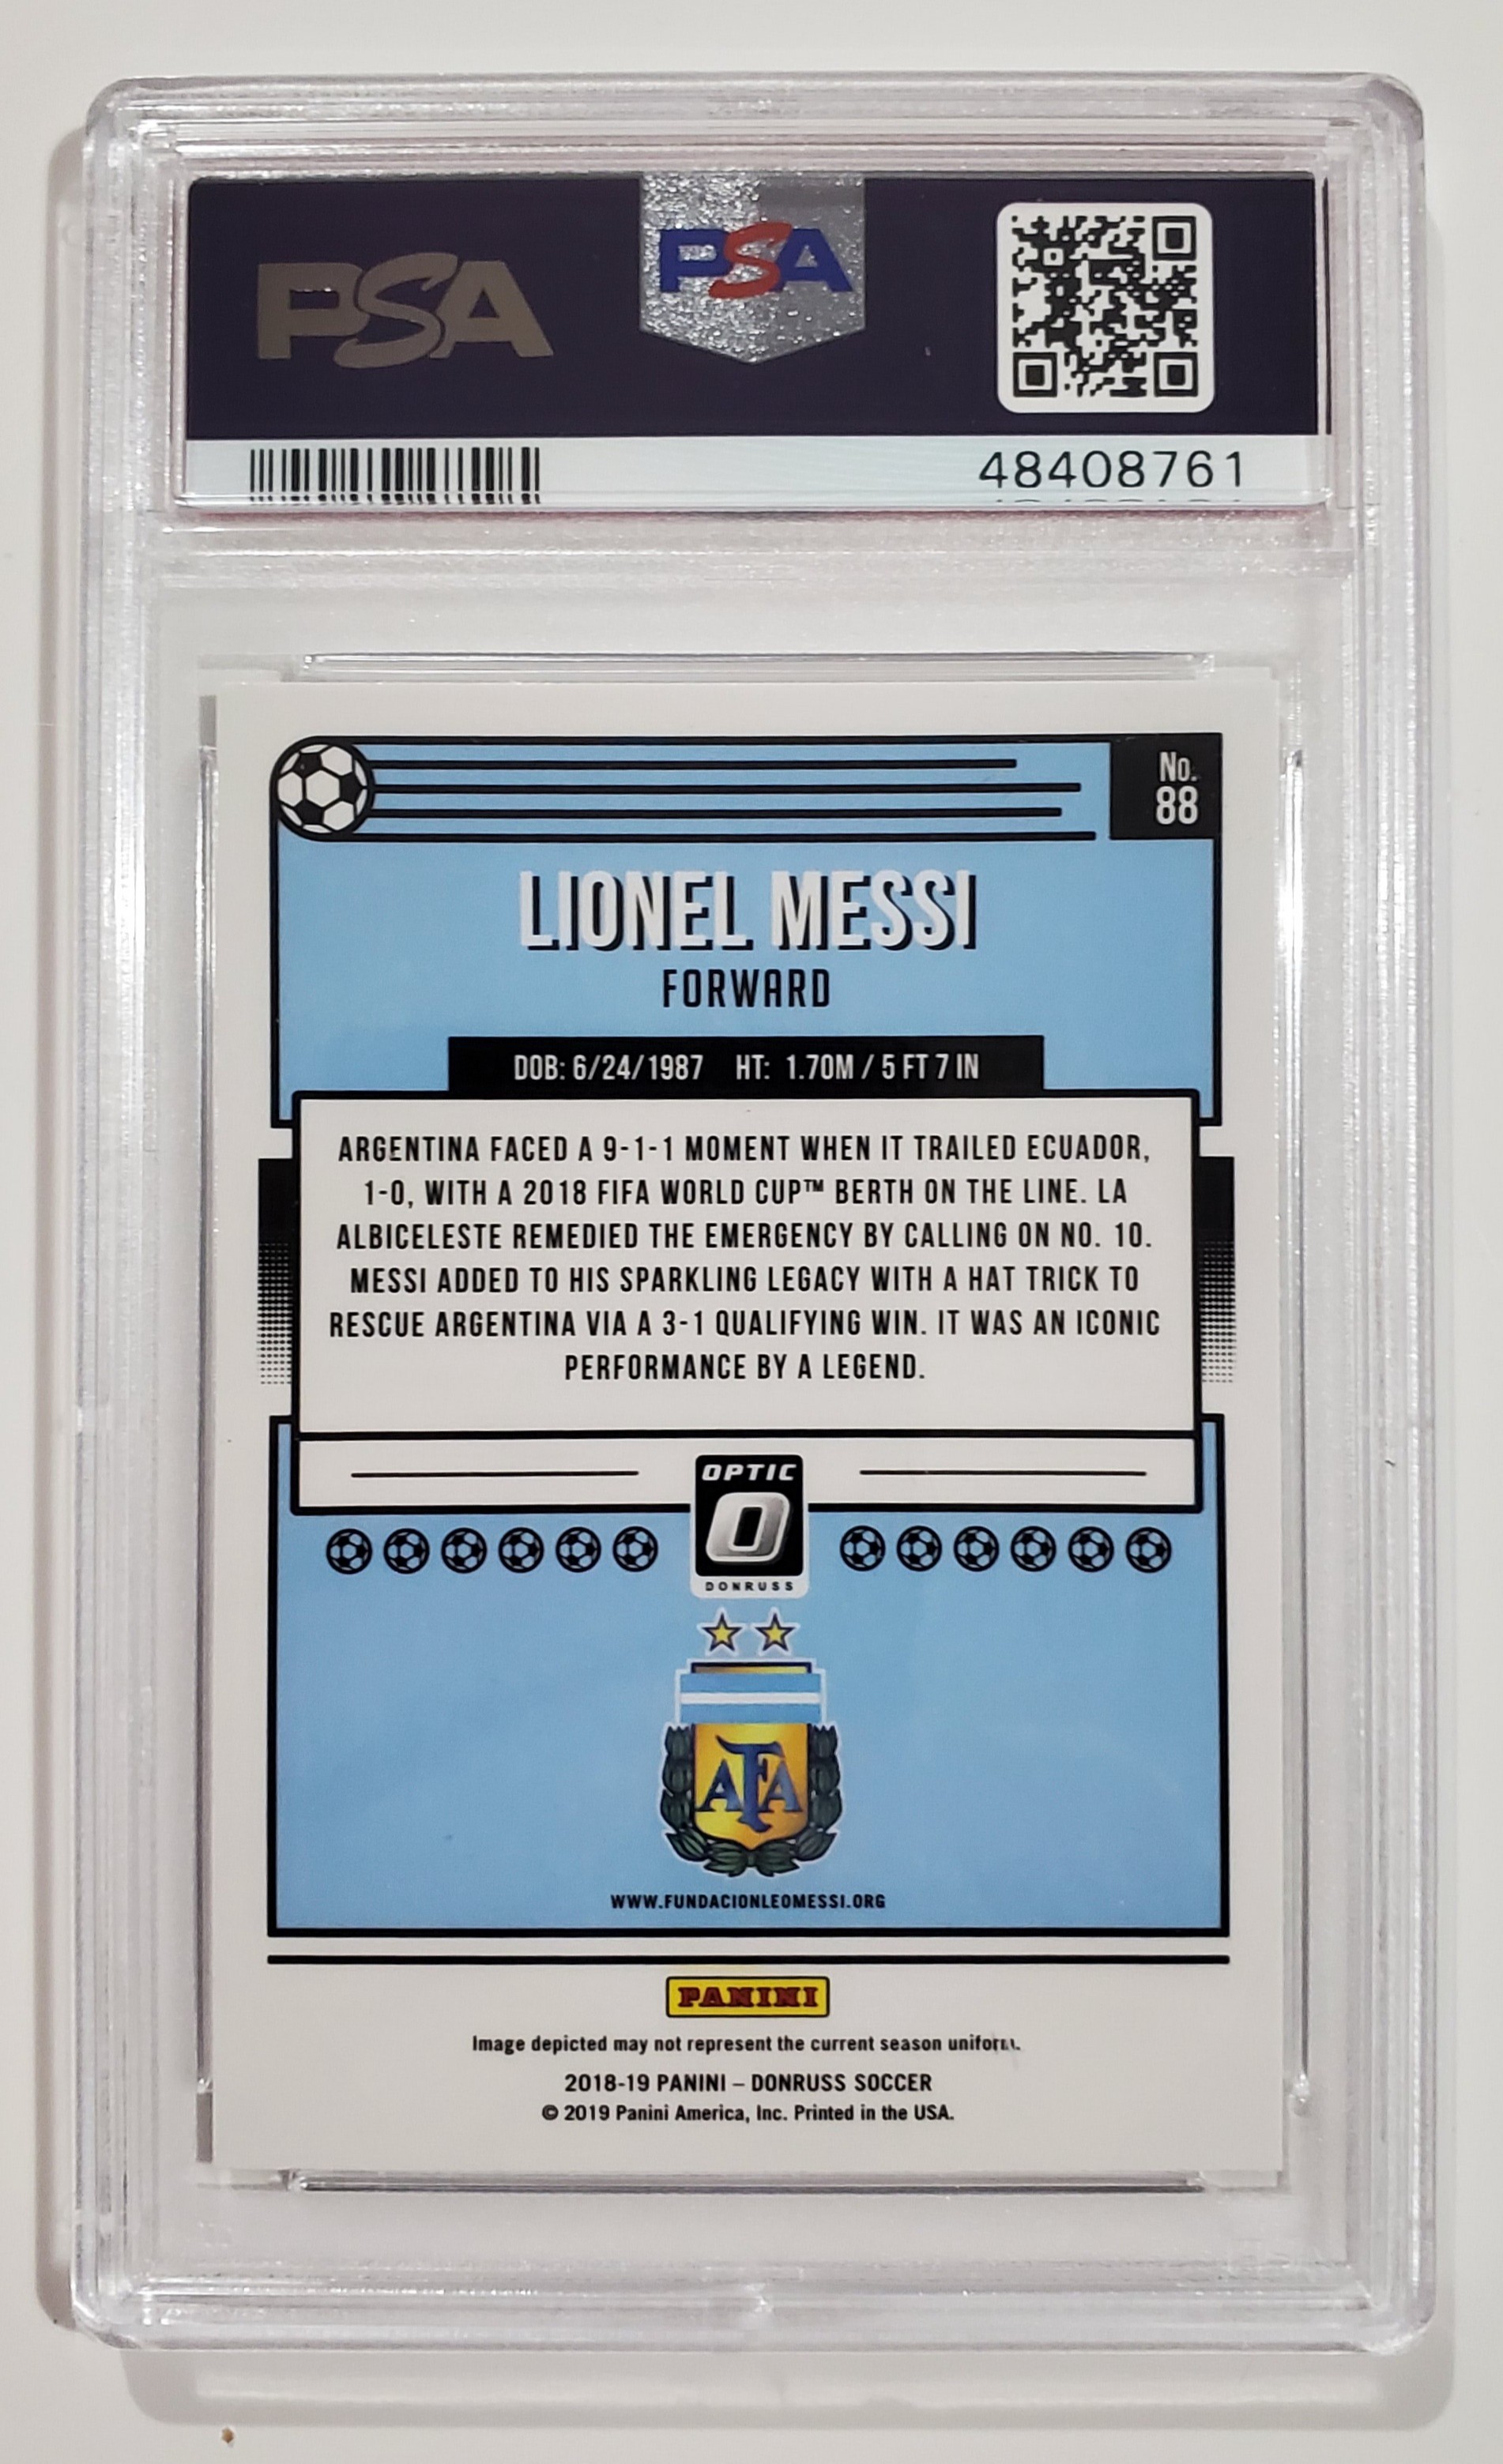 PSA
PSA
48408761
No.
88
LIONEL MESSI
FORWARD
DOB: 6/24/1987 HT: 1.70M / 5 FT 7 IN
ARGENTINA FACED A 9-1-1 MOMENT WHEN IT TRAILED ECUADOR,
1-0, WITH A 2018 FIFA WORLD CUP™ BERTH ON THE LINE. LA
ALBICELESTE REMEDIED THE EMERGENCY BY CALLING ON NO. 10.
MESSI ADDED TO HIS SPARKLING LEGACY WITH A HAT TRICK TO
RESCUE ARGENTINA VIA A 3-1 QUALIFYING WIN. IT WAS AN ICONIC
PERFORMANCE BY A LEGEND.
OPTIC
O
DONRUSS
AFA
WWW.FUNDACIONLEOMESSI.ORG
PANINI
Image depicted may not represent the current season uniform.
2018-19 PANINI – DONRUSS SOCCER
© 2019 Panini America, Inc. Printed in the USA.